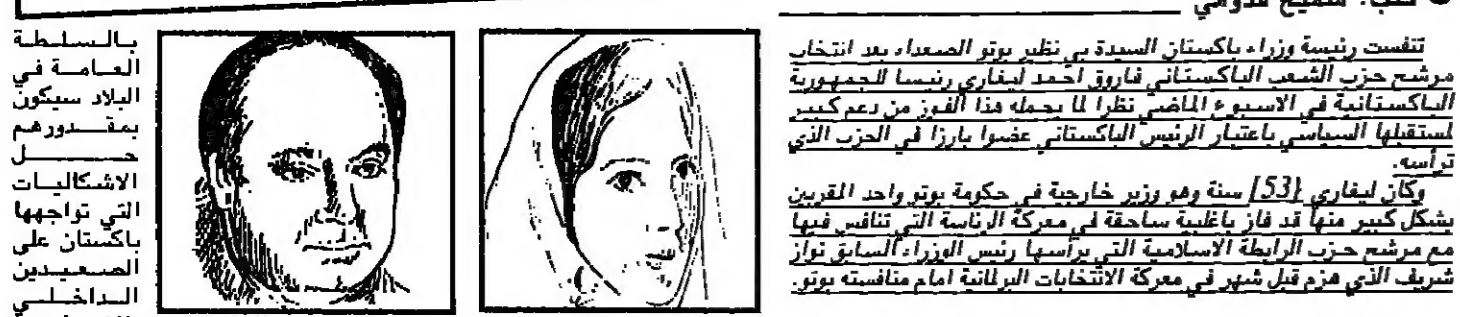 تنفست رئيسة وزراء باكستان السيدة بي نظير بوتو الصعداء بعد انتخاب
مرشح حزب الشعب الباكستاني فاروق احمد ليغاري رئيسا للجمهورية
الباكستانية في الاسبوع الماضي نظرا لما يحمله هذا الفوز من دعم كبير
لمستقبلها السياسي باعتبار الرئيس الباكستاني عضوا بارزا في الحزب الذي
ترأسه.
وكان ليغاري {53} سنة وهو وزير خارجية في حكومة بوتو واحد المقربين
بشكل كبير منها قد فاز باغلبية ساحقة في معركة الرئاسة التي تنافس فيها
مع مرشح حزب الرابطة الاسلامية التي يرأسها رئس الوزراء السابق نواز
شريف الذي هزم قبل شهر في معركة الانتخابات البرلمانية امام منافسته بوتو.
بالسلطة
العامة في
البلاد سيكون
بمقدورهم
حل
الاشكاليات
التي تواجهها
باكستان على
الصعيدين
الداخلي